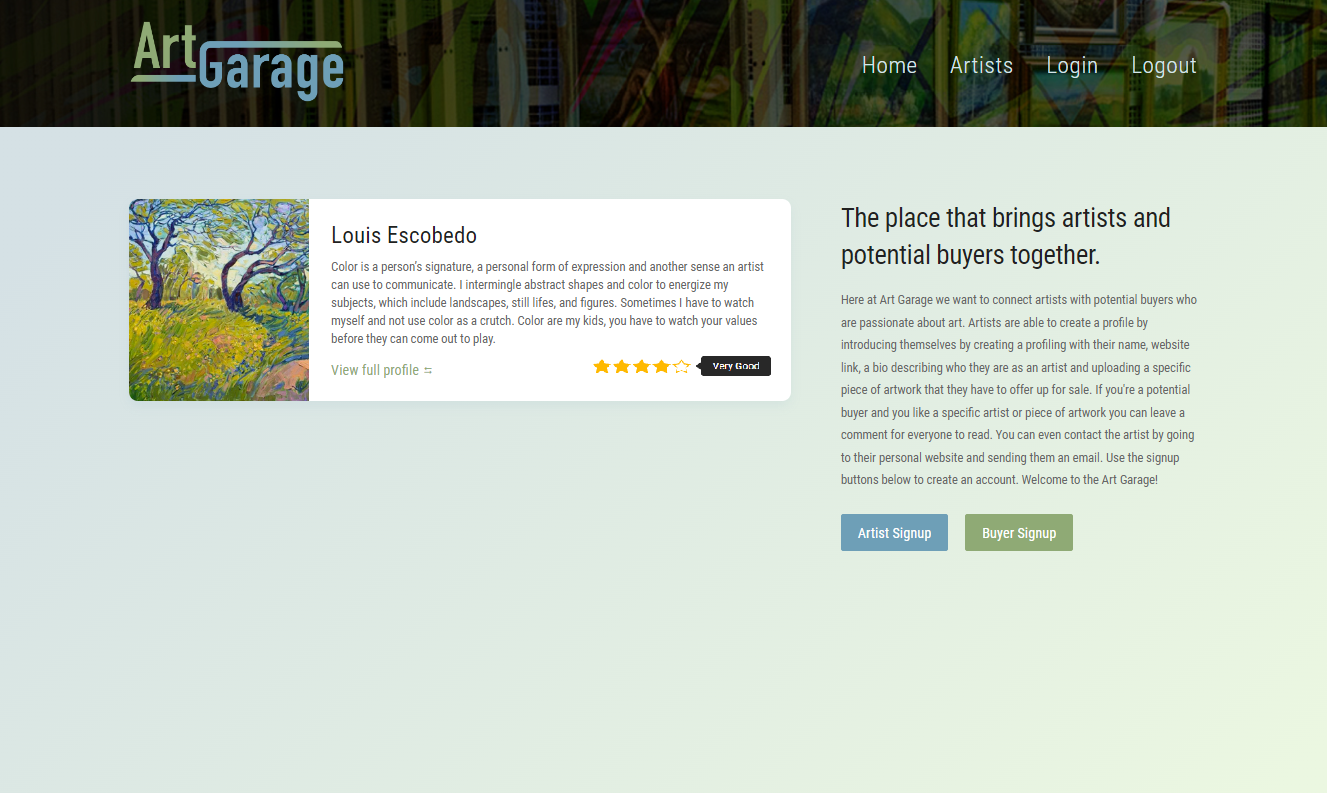 Art
Garage
Home Artists Login Logout
Louis Escobedo
Color is a person's signature, a personal form of expression and another sense an artist
can use to communicate. I intermingle abstract shapes and color to energize my
subjects, which include landscapes, still lifes, and figures. Sometimes I have to watch
myself and not use color as a crutch. Color are my kids, you have to watch your values
before they can come out to play.
View full profile
Very Good
The place that brings artists and
potential buyers together.
Here at Art Garage we want to connect artists with potential buyers who
are passionate about art. Artists are able to create a profile by
introducing themselves by creating a profiling with their name, website
link, a bio describing who they are as an artist and uploading a specific
piece of artwork that they have to offer up for sale. If you're a potential
buyer and you like a specific artist or piece of artwork you can leave a
comment for everyone to read. You can even contact the artist by going
to their personal website and sending them an email. Use the signup
buttons below to create an account. Welcome to the Art Garage!
Artist Signup
Buyer Signup